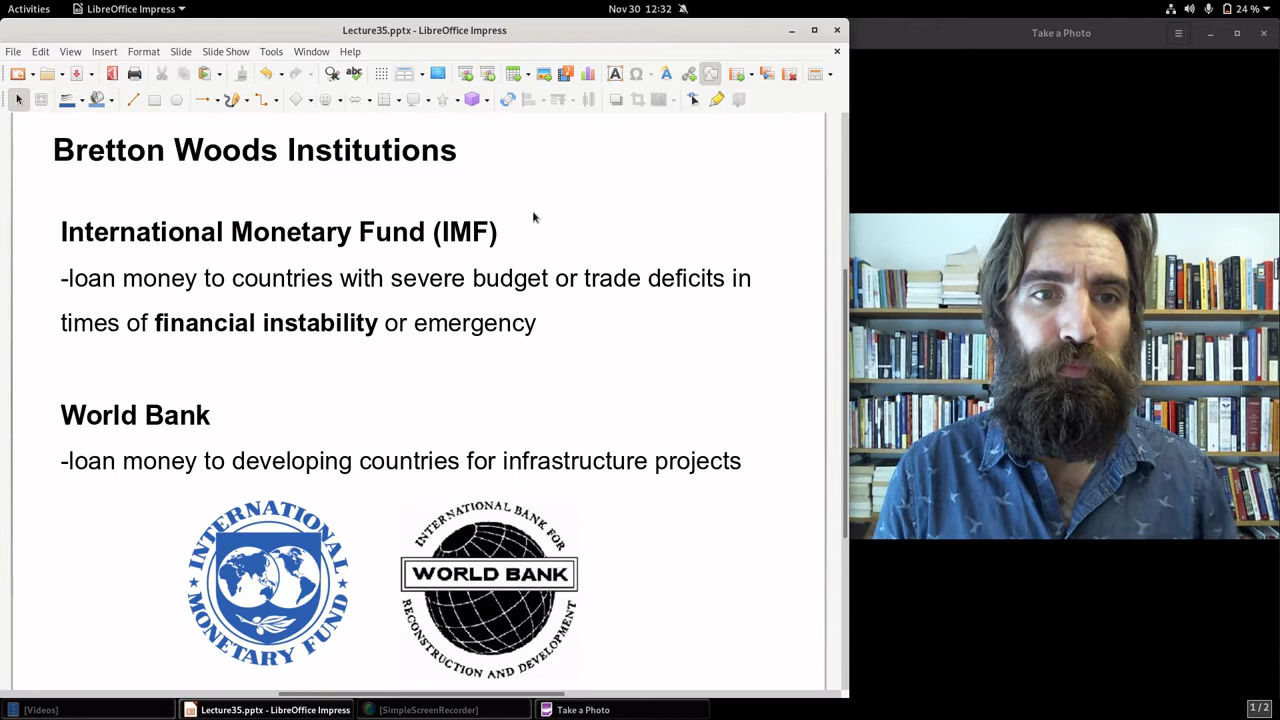 Activities
LibreOffice Impress
Nov 30 12:32
24 %
Lecture35.pptx - LibreOffice Impress
Take a Photo
File Edit View Insert Format Slide Slide Show Tools Window Help
Bretton Woods Institutions
International Monetary Fund (IMF)
-loan money to countries with severe budget or trade deficits in
times of financial instability or emergency
World Bank
-loan money to developing countries for infrastructure projects
INTERNATIONAL
MONETARY FUND
INTERNATIONAL BANK FOR
WORLD BANK
RECONSTRUCTION AND DEVELOPMENT
[Videos]
Lecture35.pptx - LibreOffice Impress
[SimpleScreenRecorder]
Take a Photo
1 / 2